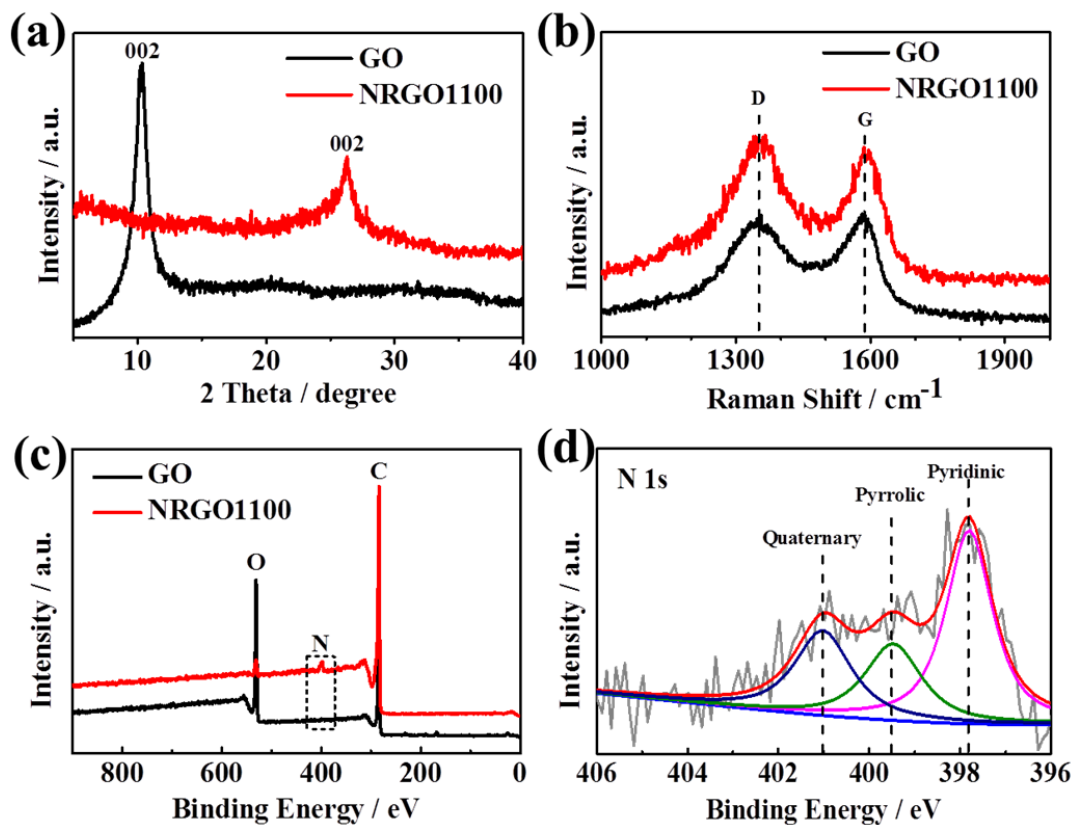 (a)
002
GO
NRGO1100
002
Intensity / a.u.
10
20
30
40
2 Theta / degree
(b)
GO
NRGO1100
D
G
Intensity / a.u.
1000
1300
1600
1900
Raman Shift / cm-1
(c)
GO
NRGO1100
C
O
N
Intensity / a.u.
800
600
400
200
0
Binding Energy / eV
(d)
N 1s
Pyridinic
Pyrrolic
Quaternary
Intensity / a.u.
406
404
402
400
398
396
Binding Energy / eV